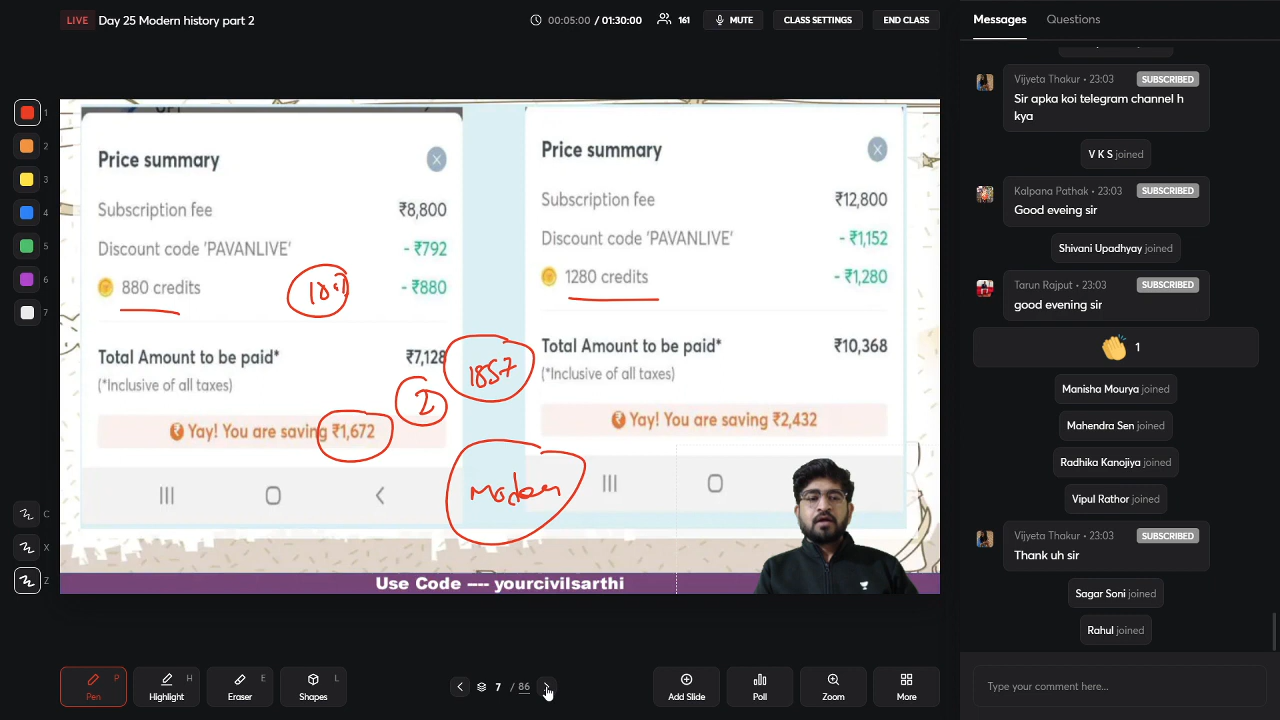 LIVE Day 25 Modern history part 2
00:05:00 / 01:30:00
161
MUTE
CLASS SETTINGS
END CLASS
1
2
3
4
5
6
7
C
X
Z
Price summary
Subscription fee ₹8,800
Discount code 'PAVANLIVE' - ₹792
880 credits - ₹880
Total Amount to be paid* ₹7,128
(*Inclusive of all taxes)
Yay! You are saving ₹1,672
Price summary
Subscription fee ₹12,800
Discount code 'PAVANLIVE' - ₹1,152
1280 credits - ₹1,280
Total Amount to be paid* ₹10,368
(*Inclusive of all taxes)
Yay! You are saving ₹2,432
1857
2
Modern
Use Code ---- yourcivilsarthi
Pen P
Highlight H
Eraser E
Shapes L
7 / 86
Add Slide
Poll
Zoom
More
Messages Questions
Vijyeta Thakur • 23:03 SUBSCRIBED
Sir apka koi telegram channel h
kya
V K S joined
Kalpana Pathak • 23:03 SUBSCRIBED
Good eveing sir
Shivani Upadhyay joined
Tarun Rajput • 23:03 SUBSCRIBED
good evening sir
1
Manisha Mourya joined
Mahendra Sen joined
Radhika Kanojiya joined
Vipul Rathor joined
Vijyeta Thakur • 23:03 SUBSCRIBED
Thank uh sir
Sagar Soni joined
Rahul joined
Type your comment here...